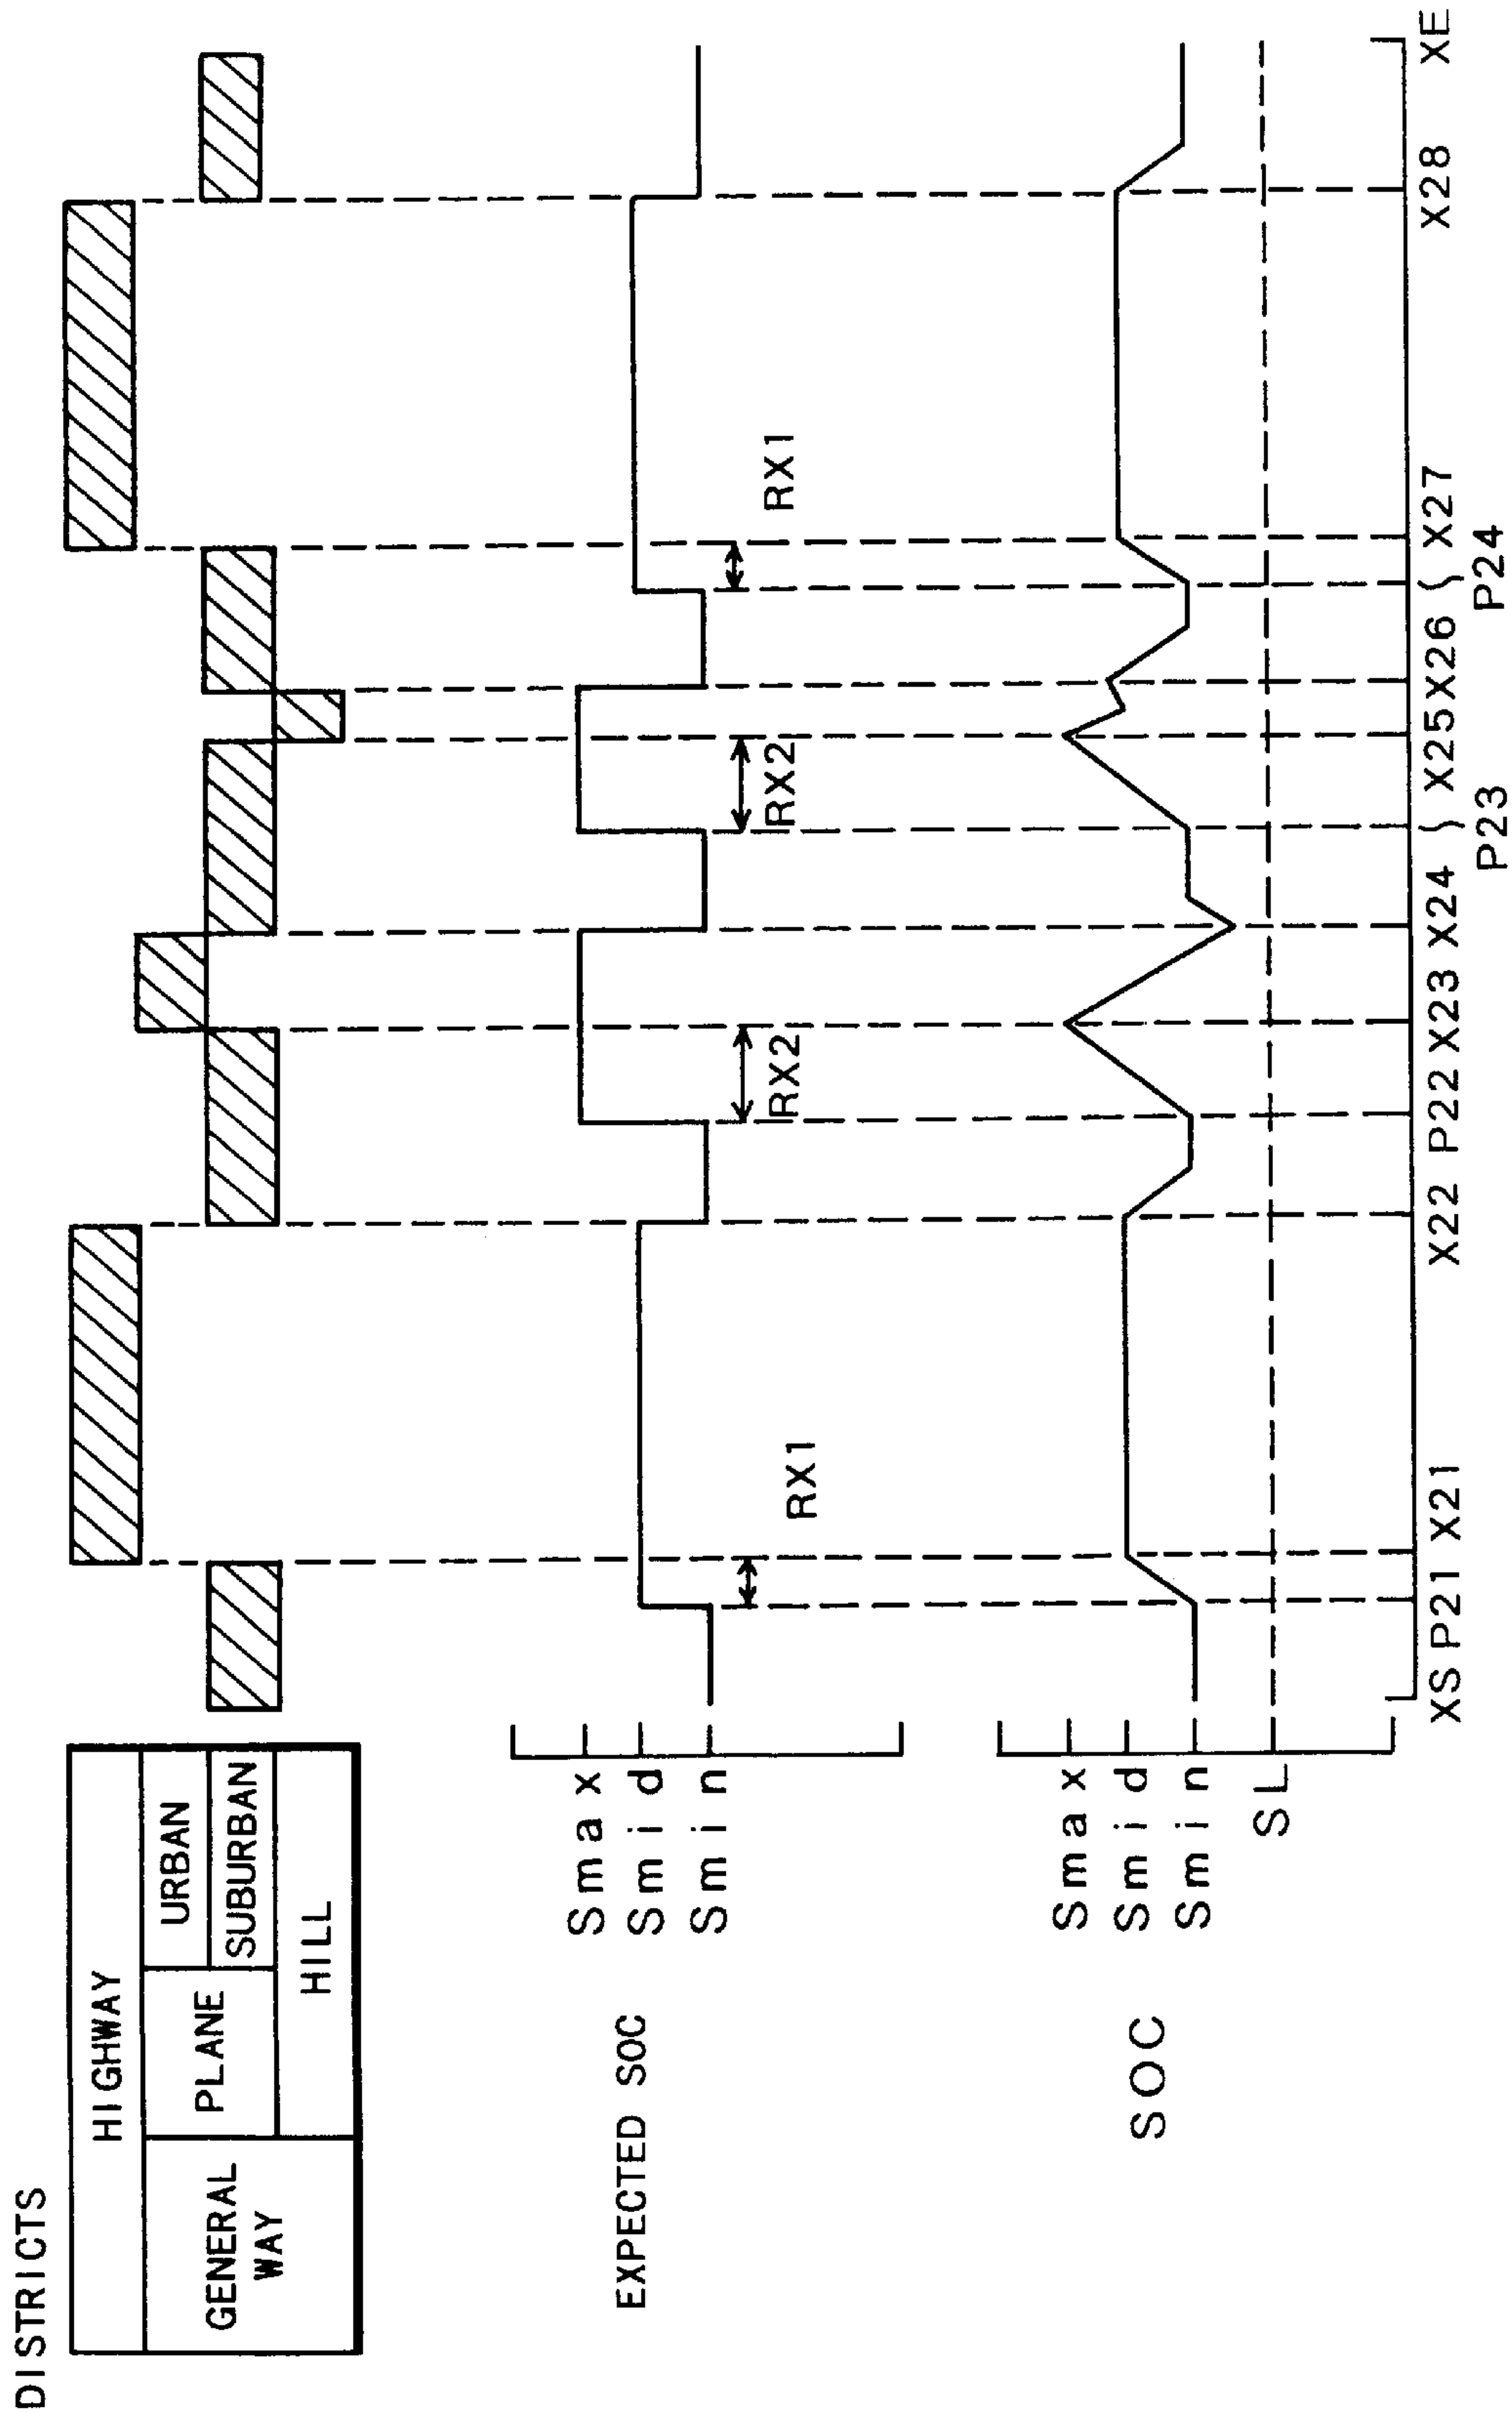 DISTRICTS
HIGHWAY
GENERAL
WAY
PLANE
URBAN
SUBURBAN
HILL
EXPECTED SOC
Smax
Smid
Smin
RX1
RX2
RX2
RX1
SOC
Smax
Smid
Smin
SL
XS P21 X21 X22 P22 X23 X24 X25 X26 X27 X28 XE
P23 P24